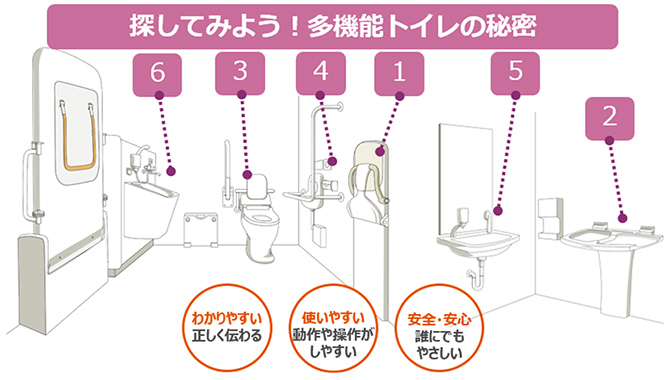 探してみよう！多機能トイレの秘密
6
3
4
1
5
2
わかりやすい
正しく伝わる
使いやすい
動作や操作が
しやすい
安全・安心
誰にでも
やさしい